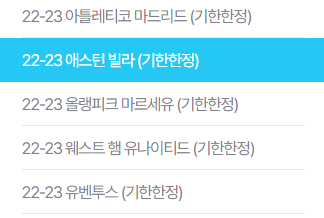 22-23 아틀레티코 마드리드 (기한한정)
22-23 애스턴 빌라 (기한한정)
22-23 올랭피크 마르세유 (기한한정)
22-23 웨스트 햄 유나이티드 (기한한정)
22-23 유벤투스 (기한한정)